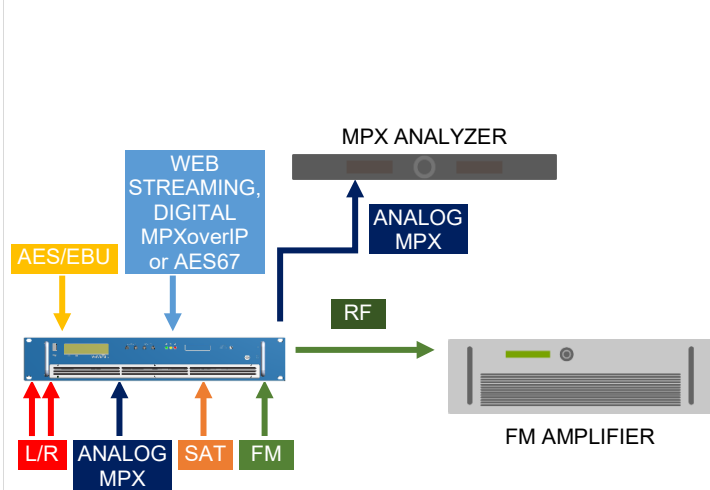 MPX ANALYZER
WEB
STREAMING,
DIGITAL
MPXoverIP
or AES67
ANALOG
MPX
AES/EBU
RF
FM AMPLIFIER
L/R
ANALOG
MPX
SAT
FM